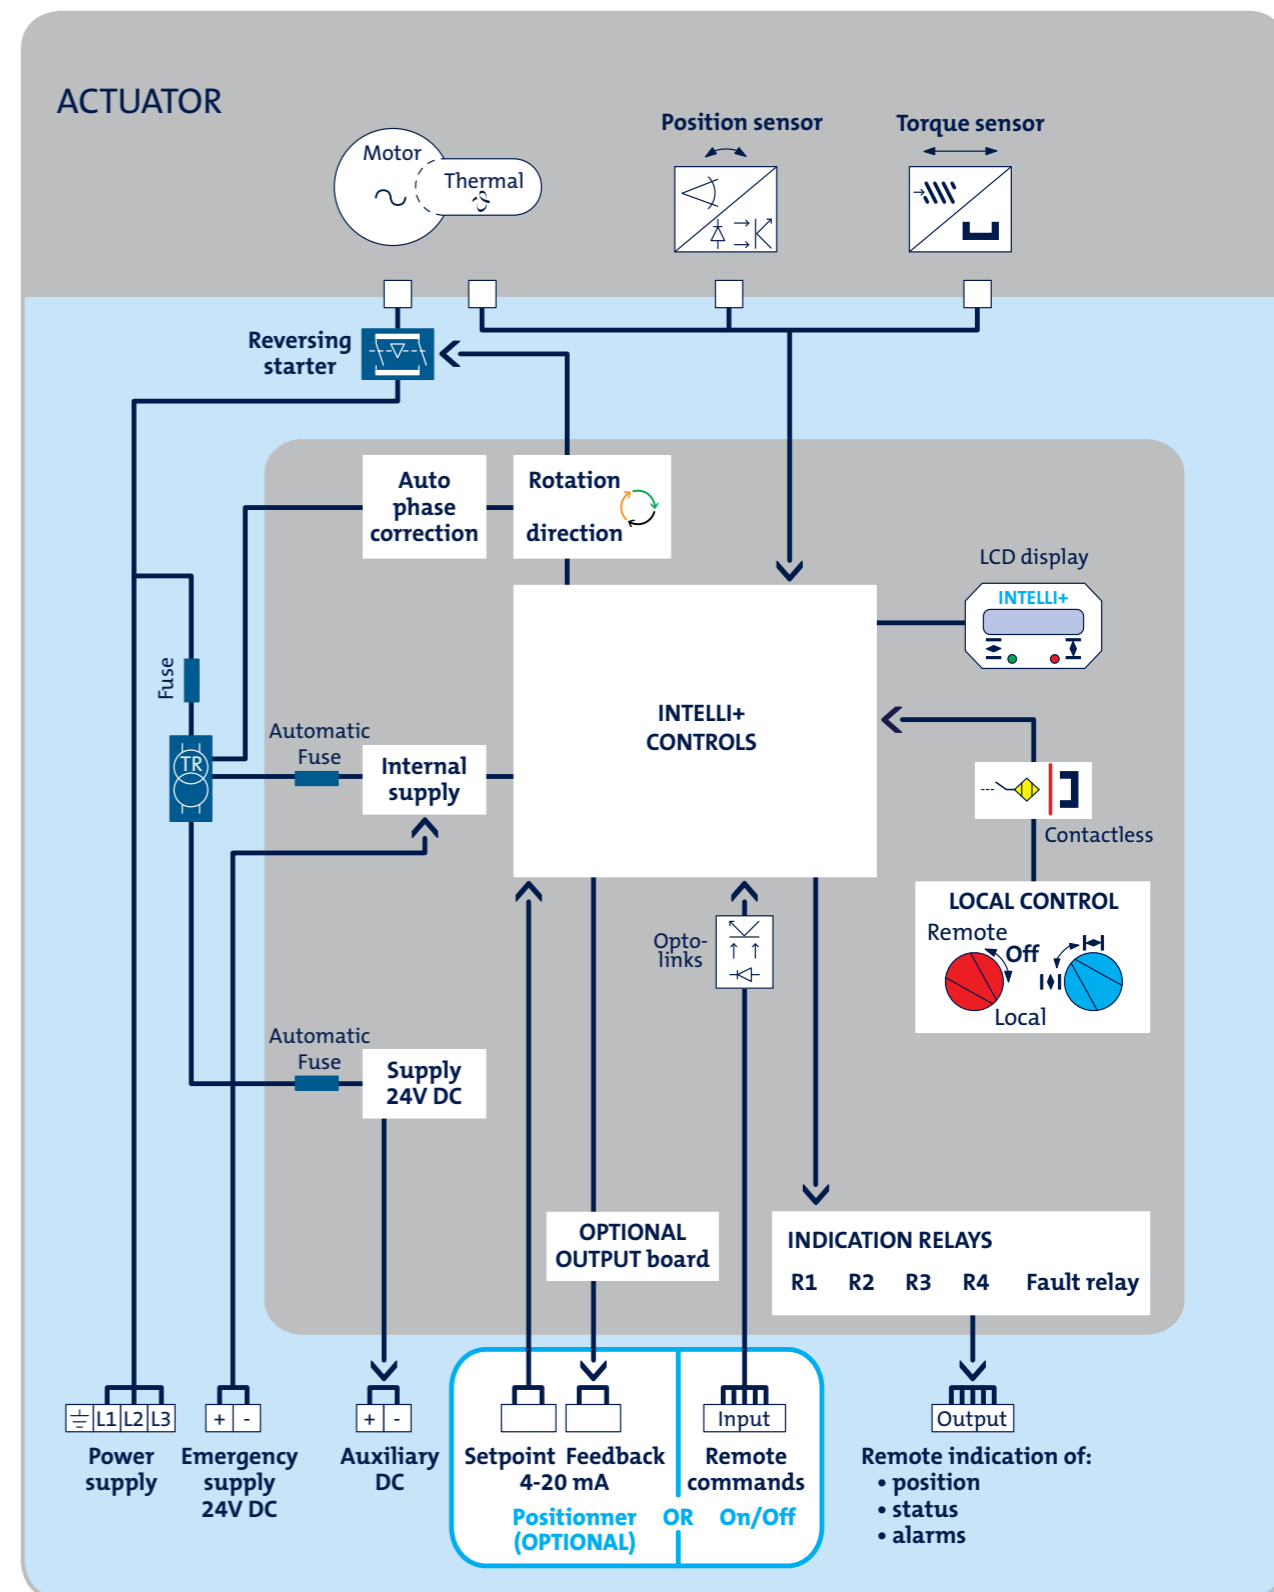 ACTUATOR
Motor
Thermal
Position sensor
Torque sensor
Reversing
starter
Auto
phase
correction
Rotation
direction
LCD display
INTELLI+
Fuse
TR
Automatic
Fuse
Internal
supply
INTELLI+
CONTROLS
Contactless
LOCAL CONTROL
Remote
Off
Local
Opto-
links
Automatic
Fuse
Supply
24V DC
OPTIONAL
OUTPUT board
INDICATION RELAYS
R1 R2 R3 R4 Fault relay
L1 L2 L3
+ -
+ -
Input
Output
Power
supply
Emergency
supply
24V DC
Auxiliary
DC
Setpoint Feedback
4-20 mA
Remote
commands
Positionner
(OPTIONAL)
OR
On/Off
Remote indication of:
• position
• status
• alarms